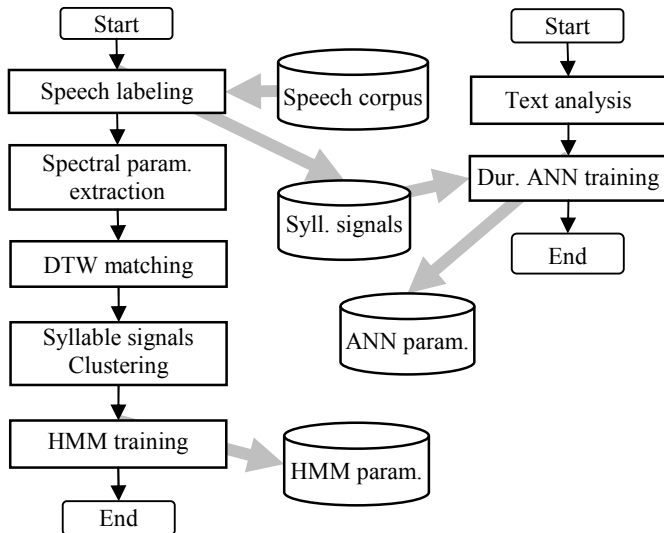 Start
Speech labeling
Spectral param.
extraction
DTW matching
Syllable signals
Clustering
HMM training
End
Speech corpus
Syll. signals
ANN param.
HMM param.
Start
Text analysis
Dur. ANN training
End